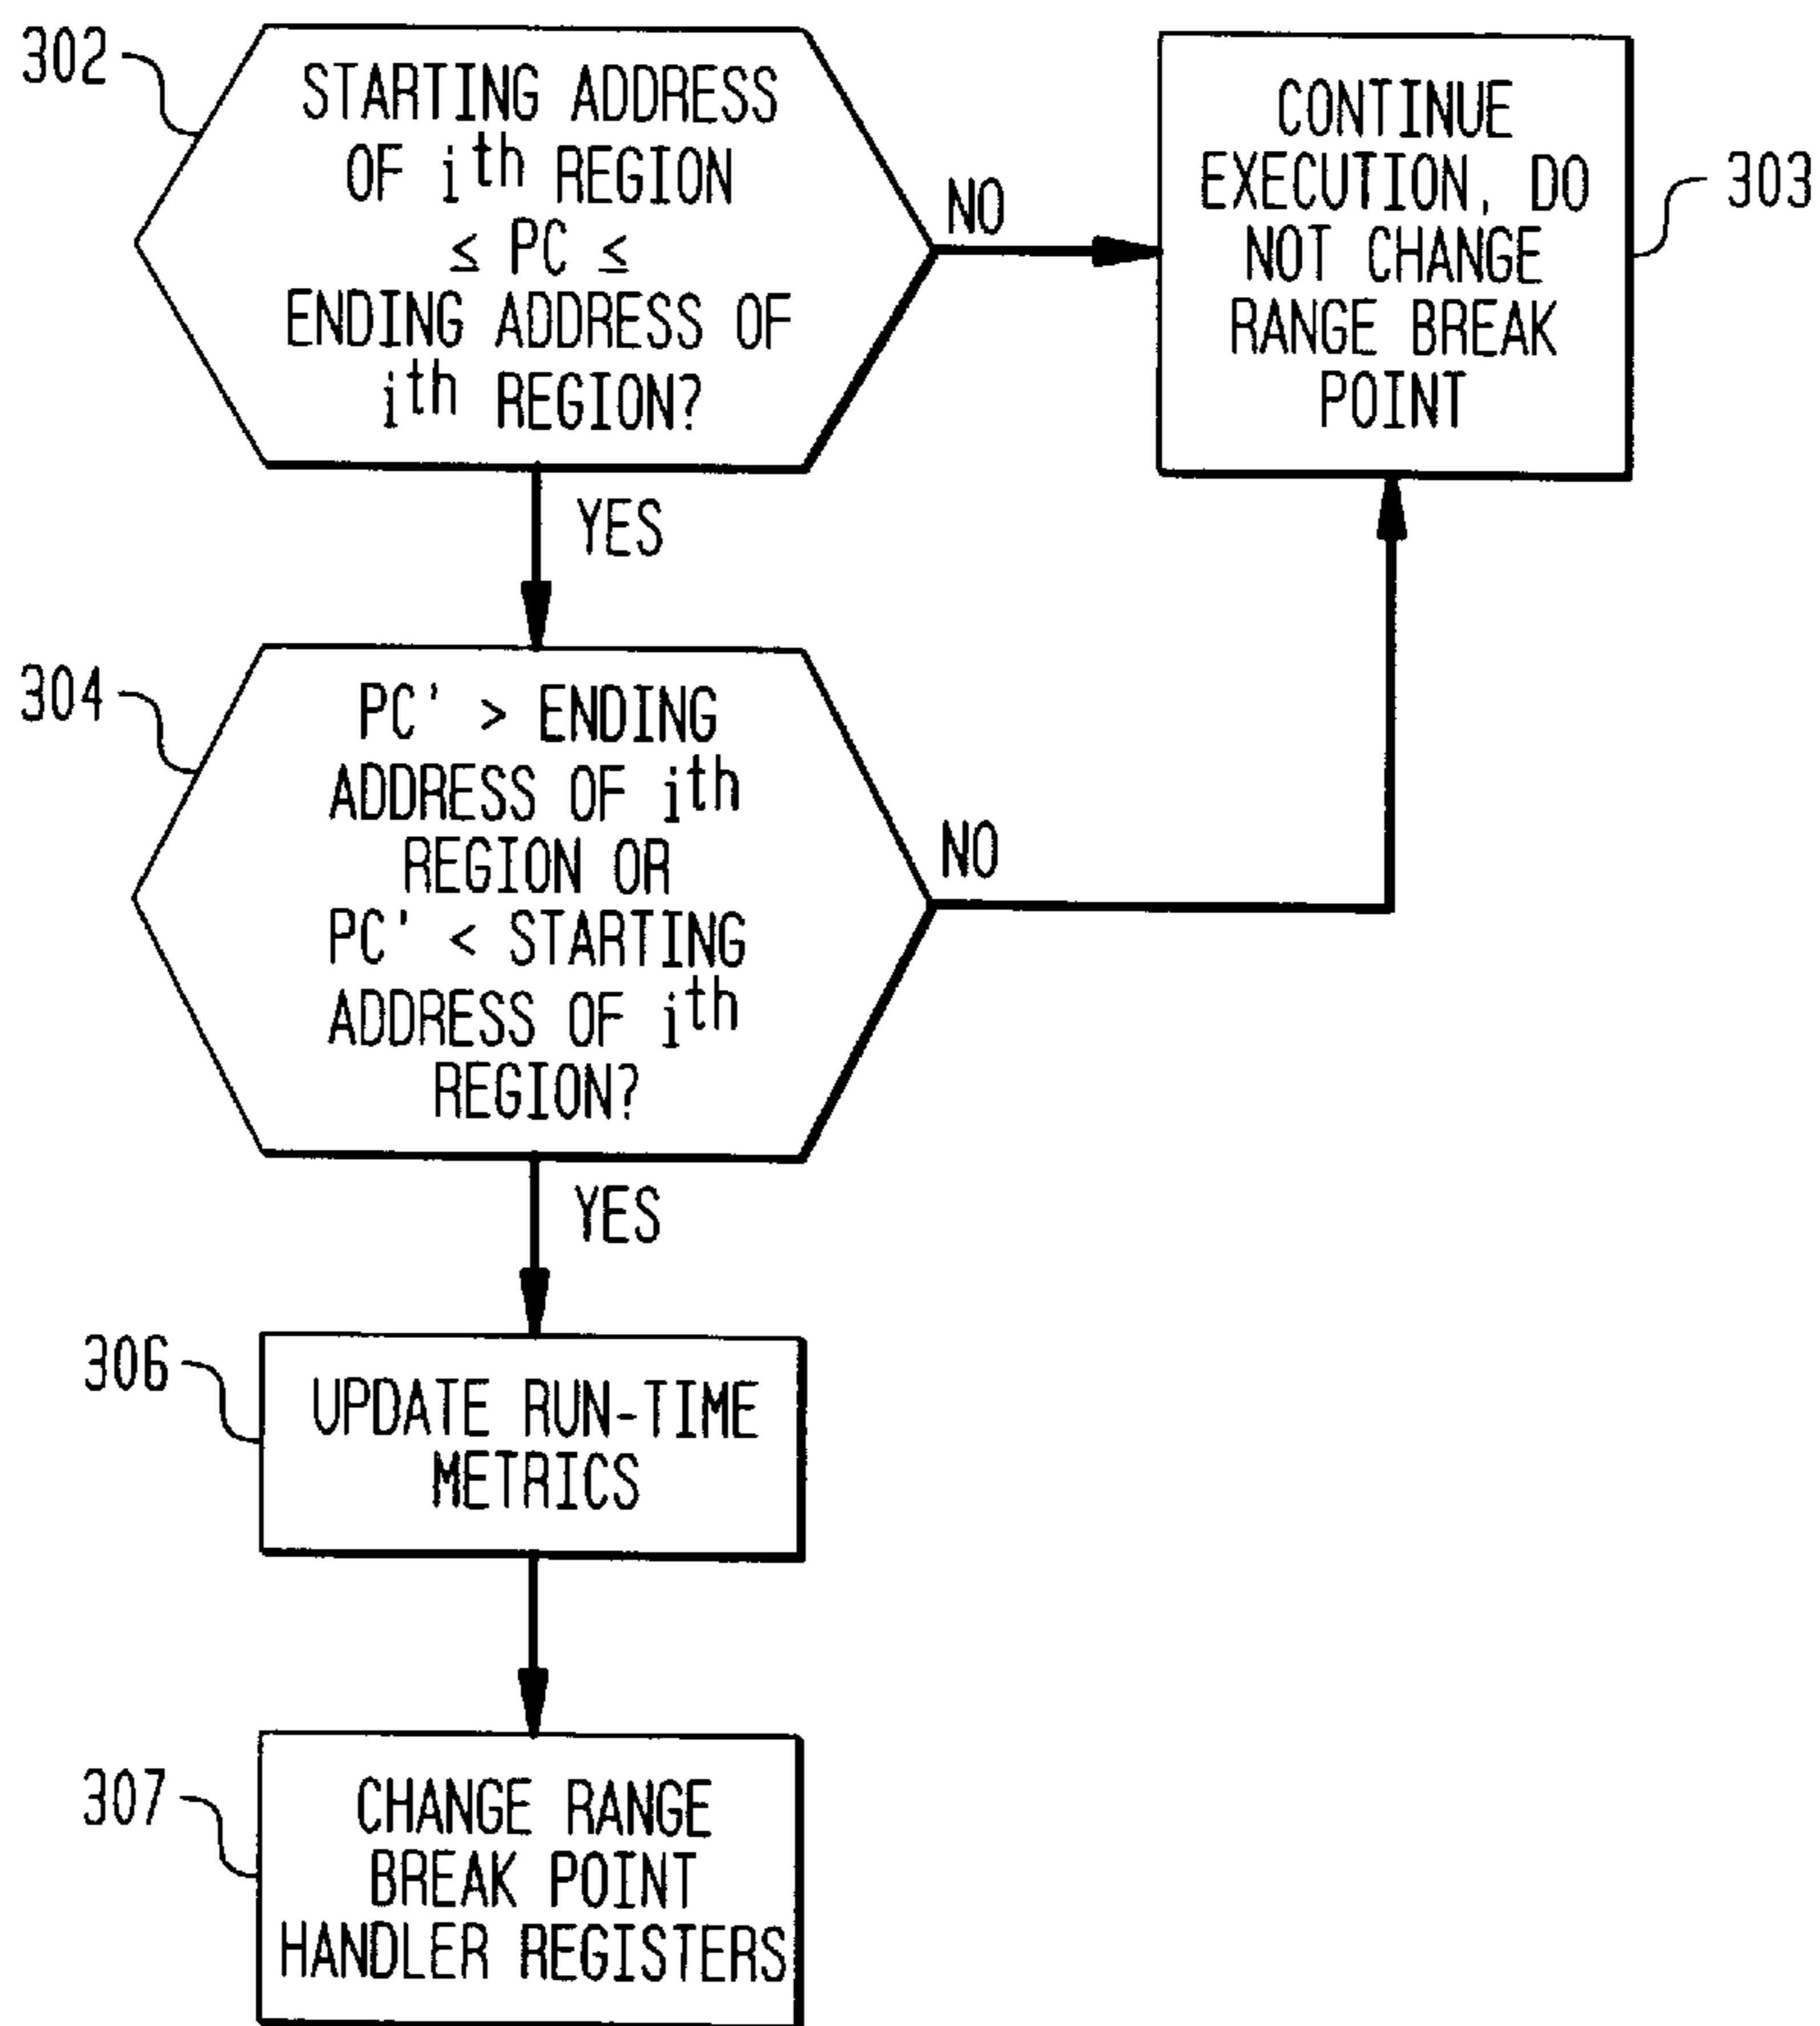 302
STARTING ADDRESS
OF ith REGION
≤ PC ≤
ENDING ADDRESS OF
ith REGION?
NO
CONTINUE
EXECUTION, DO
NOT CHANGE
RANGE BREAK
POINT
303
YES
304
PC' > ENDING
ADDRESS OF ith
REGION OR
PC' < STARTING
ADDRESS OF ith
REGION?
NO
YES
306
UPDATE RUN-TIME
METRICS
307
CHANGE RANGE
BREAK POINT
HANDLER REGISTERS